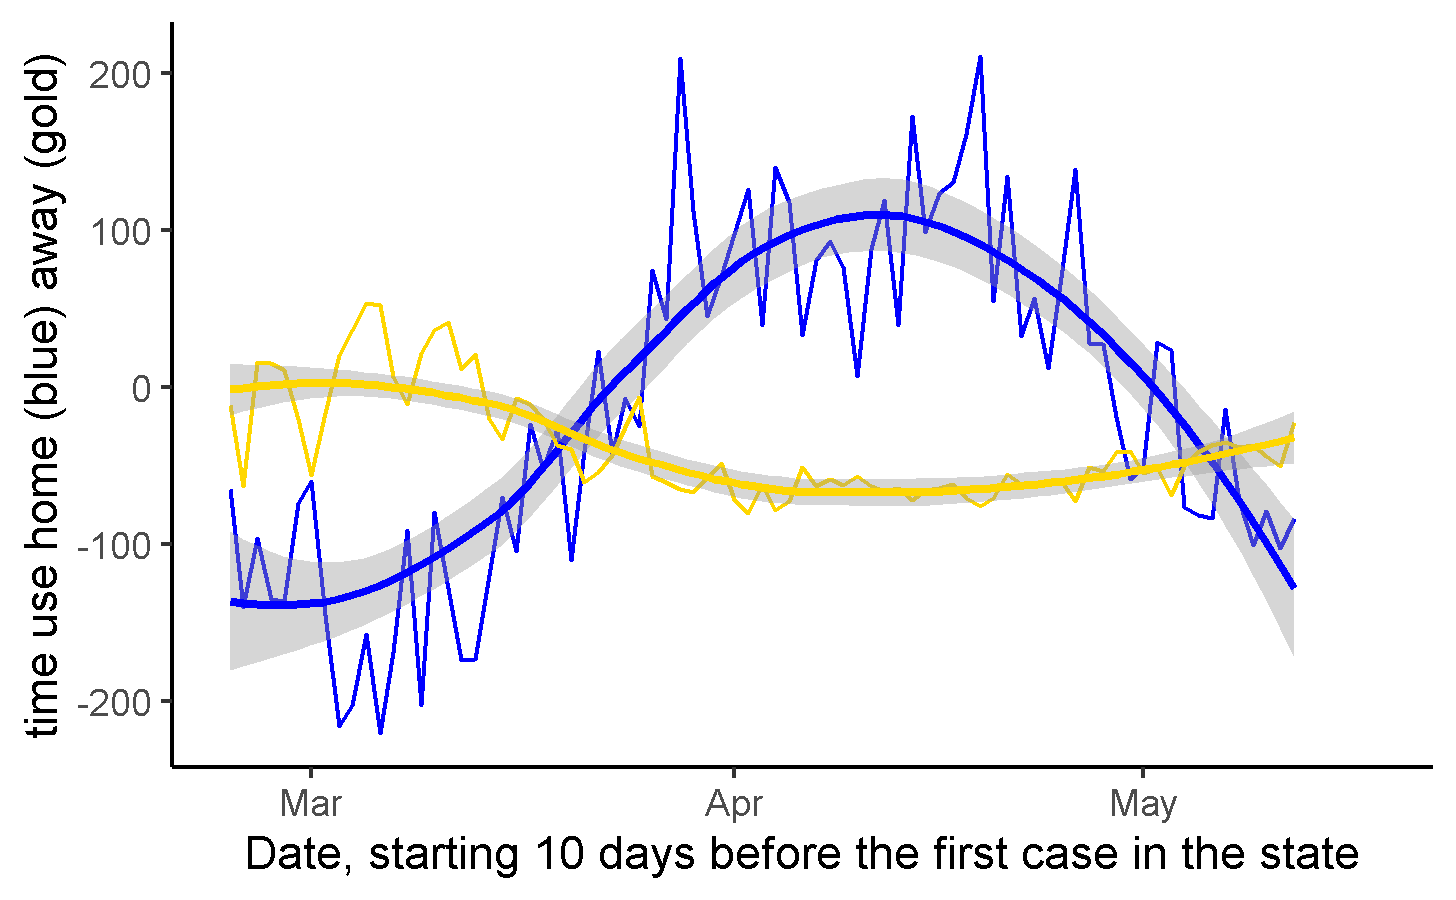 time use home (blue) away (gold)
200
100
0
-100
-200
Mar
Apr
May
Date, starting 10 days before the first case in the state